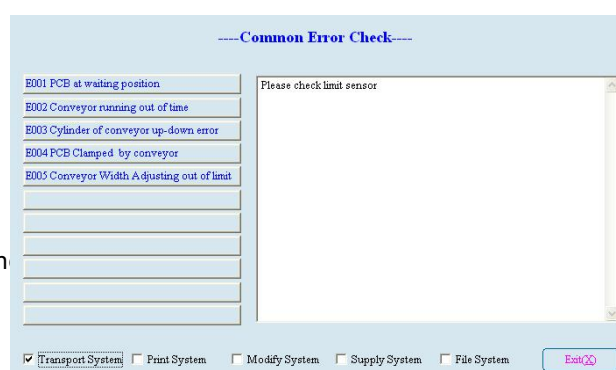 ----Common Error Check----
E001 PCB at waiting position
Please check limit sensor
E002 Conveyor running out of time
E003 Cylinder of conveyor up-down error
E004 PCB Clamped by conveyor
E005 Conveyor Width Adjusting out of limit
Transport System Print System Modify System Supply System File System Exit(X)